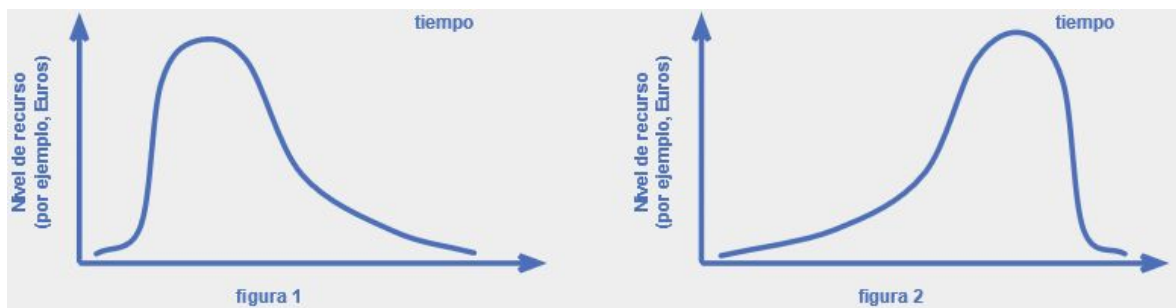 tiempo
Nivel de recurso
(por ejemplo, Euros)
figura 1
tiempo
Nivel de recurso
(por ejemplo, Euros)
figura 2